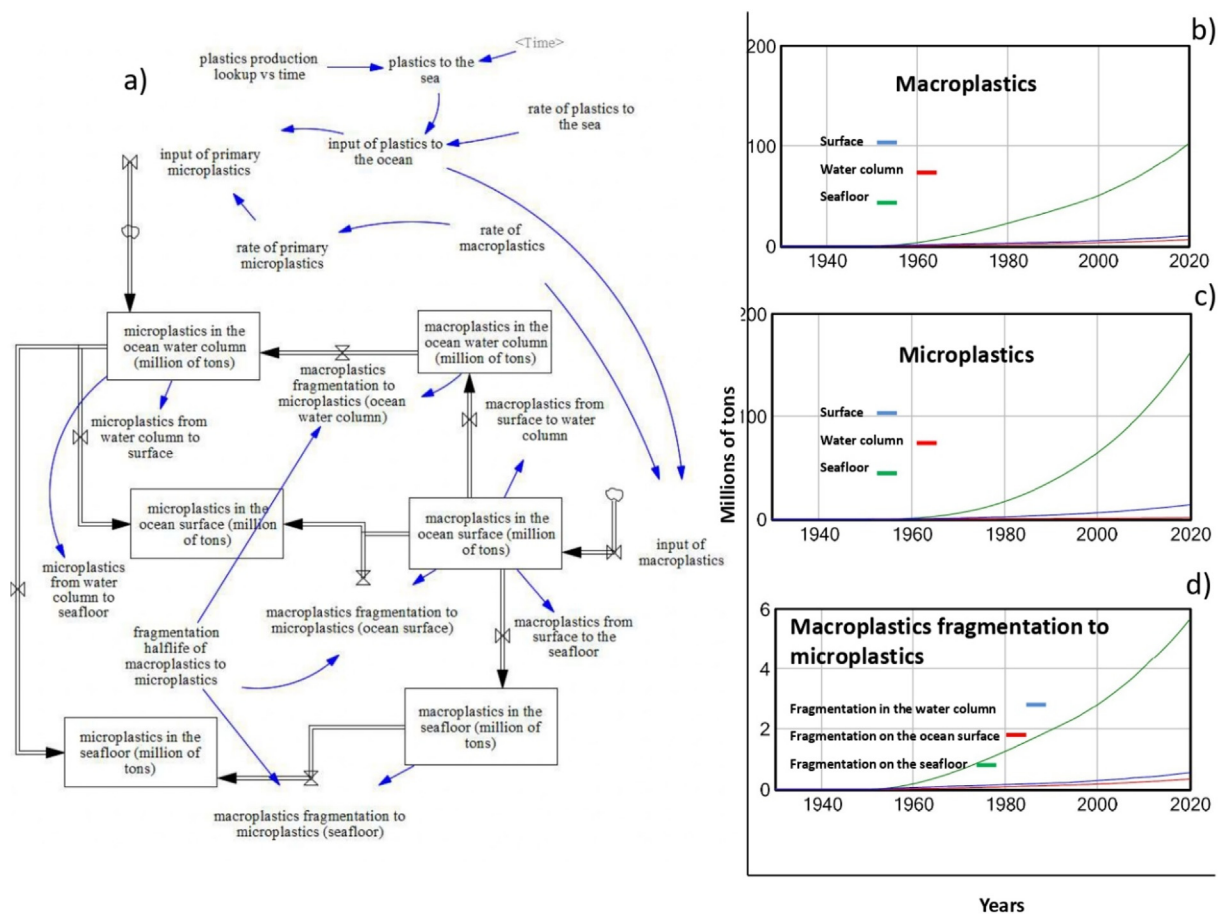 a)
<Time>
plastics production
lookup vs time
plastics to the
sea
rate of plastics to
the sea
input of plastics to
the ocean
input of primary
microplastics
rate of
macroplastics
rate of primary
microplastics
microplastics in the
ocean water column
(million of tons)
macroplastics in the
ocean water column
(million of tons)
macroplastics
fragmentation to
microplastics (ocean
water column)
macroplastics from
surface to water
column
microplastics from
water column to
surface
microplastics in the
ocean surface (million
of tons)
macroplastics in the
ocean surface (million
of tons)
input of
macroplastics
microplastics
from water
column to
seafloor
macroplastics fragmentation to
microplastics (ocean surface)
macroplastics from
surface to the
seafloor
fragmentation
halflife of
macroplastics to
microplastics
microplastics in the
seafloor (million of
tons)
macroplastics in the
seafloor (million of
tons)
macroplastics fragmentation to
microplastics (seafloor)
b)
200
Macroplastics
Surface
100
Water column
Seafloor
0
1940 1960 1980 2000 2020
c)
200
Microplastics
Surface
100
Water column
Seafloor
0
1940 1960 1980 2000 2020
Millions of tons
d)
6
Macroplastics fragmentation to
microplastics
4
Fragmentation in the water column
2
Fragmentation on the ocean surface
Fragmentation on the seafloor
0
1940 1960 1980 2000 2020
Years